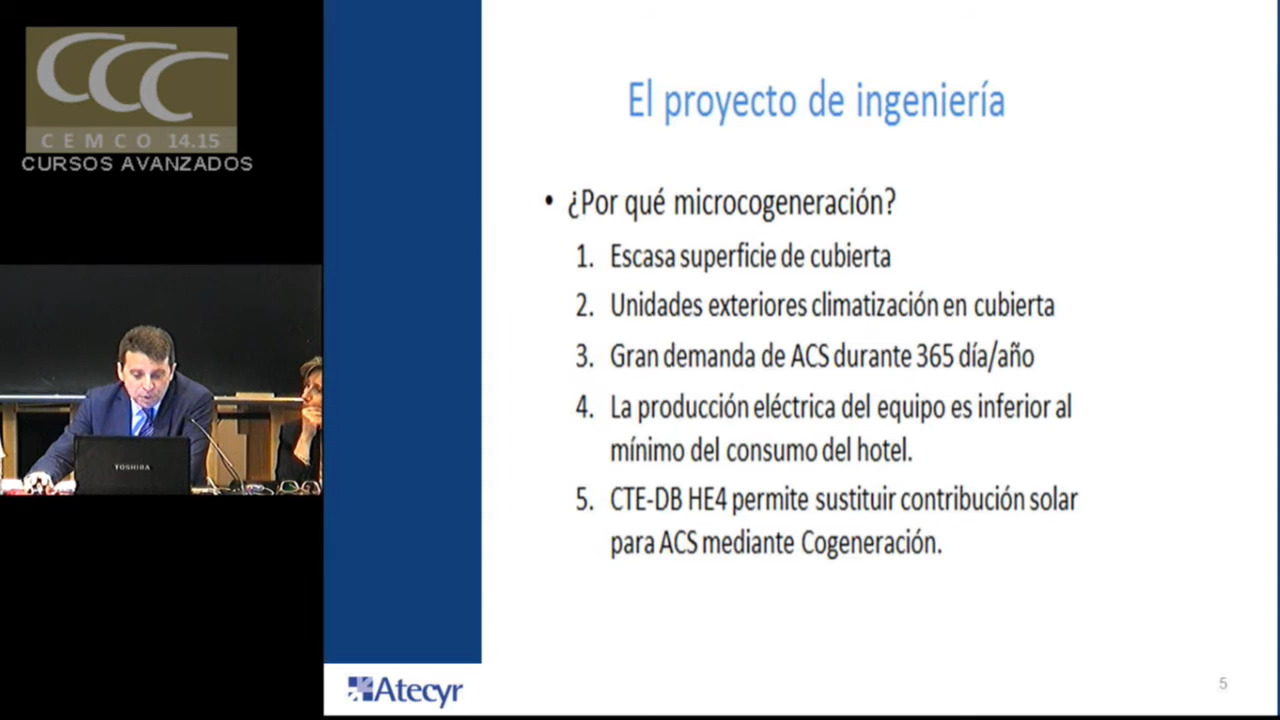 CCC
CEMCO 14.15
CURSOS AVANZADOS
TOSHIBA
El proyecto de ingeniería
• ¿Por qué microcogeneración?
1. Escasa superficie de cubierta
2. Unidades exteriores climatización en cubierta
3. Gran demanda de ACS durante 365 día/año
4. La producción eléctrica del equipo es inferior al
mínimo del consumo del hotel.
5. CTE-DB HE4 permite sustituir contribución solar
para ACS mediante Cogeneración.
Atecyr
5